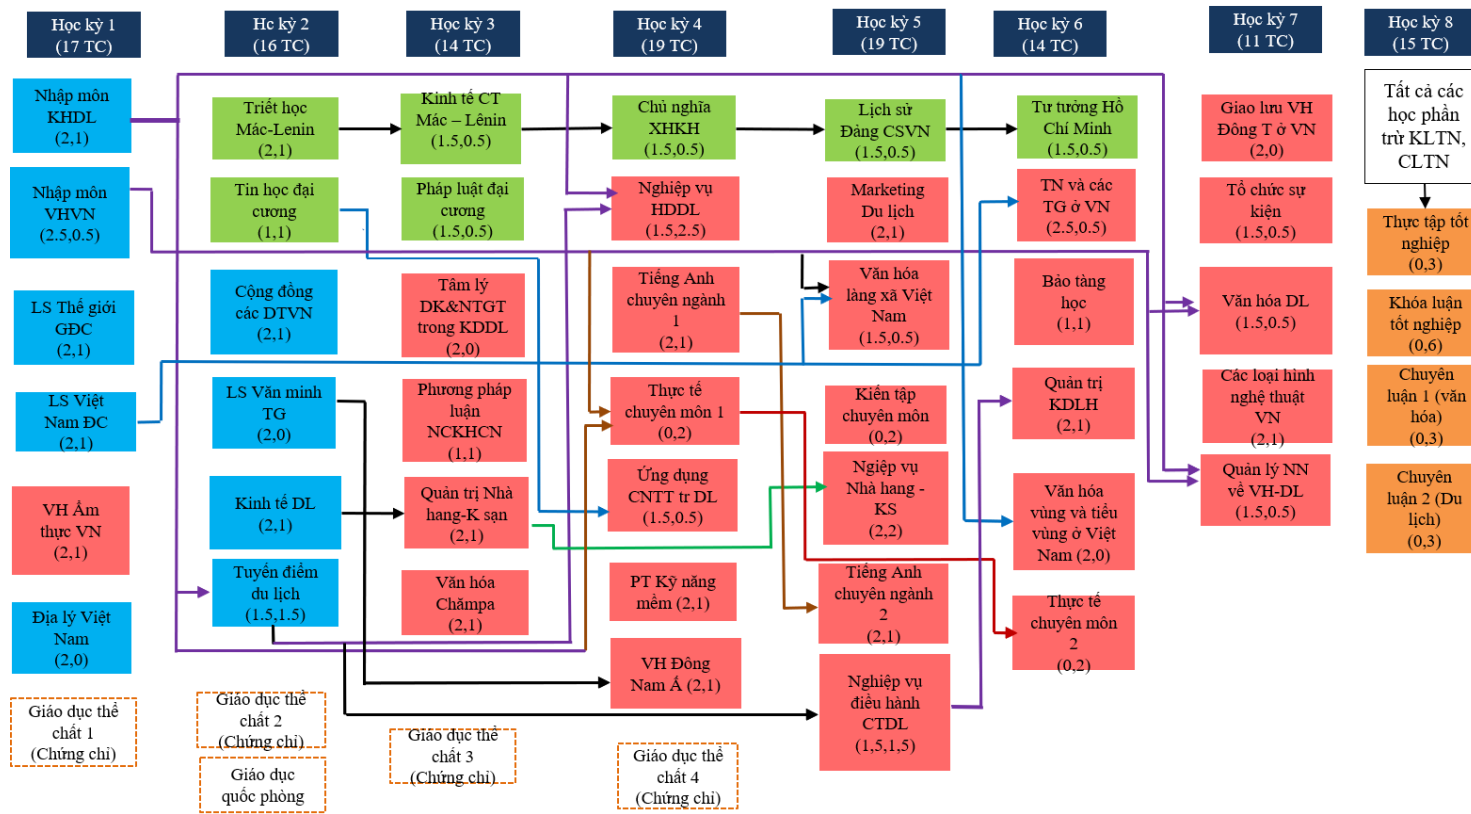 Học kỳ 1
(17 TC)
Nhập môn
KHDL
(2,1)
Nhập môn
VHVN
(2.5,0.5)
LS Thế giới
GĐC
(2,1)
LS Việt
Nam ĐC
(2,1)
VH Ẩm
thực VN
(2,1)
Địa lý Việt
Nam
(2,0)
Giáo dục thể
chất 1
(Chứng chỉ)
Hc kỳ 2
(16 TC)
Triết học
Mác-Lenin
(2,1)
Tin học đại
cương
(1,1)
Cộng đồng
các DTVN
(2,1)
LS Văn minh
TG
(2,0)
Kinh tế DL
(2,1)
Tuyến điểm
du lịch
(1.5,1.5)
Giáo dục thể
chất 2
(Chứng chỉ)
Giáo dục
quốc phòng
Học kỳ 3
(14 TC)
Kinh tế CT
Mác – Lênin
(1.5,0.5)
Pháp luật đại
cương
(1.5,0.5)
Tâm lý
DK&NTGT
trong KDDL
(2,0)
Phương pháp
luận
NCKHCN
(1,1)
Quản trị Nhà
hang-K sạn
(2,1)
Văn hóa
Chămpa
(2,1)
Giáo dục thể
chất 3
(Chứng chỉ)
Học kỳ 4
(19 TC)
Chủ nghĩa
XHKH
(1.5,0.5)
Nghiệp vụ
HDDL
(1.5,2.5)
Tiếng Anh
chuyên ngành
1
(2,1)
Thực tế
chuyên môn 1
(0,2)
Ứng dụng
CNTT tr DL
(1.5,0.5)
PT Kỹ năng
mềm (2,1)
VH Đông
Nam Á (2,1)
Giáo dục thể
chất 4
(Chứng chỉ)
Học kỳ 5
(19 TC)
Lịch sử
Đảng CSVN
(1.5,0.5)
Marketing
Du lịch
(2,1)
Văn hóa
làng xã Việt
Nam
(1.5,0.5)
Kiến tập
chuyên môn
(0,2)
Ngiệp vụ
Nhà hang -
KS
(2,2)
Tiếng Anh
chuyên ngành
2
(2,1)
Nghiệp vụ
điều hành
CTDL
(1,5,1,5)
Học kỳ 6
(14 TC)
Tư tưởng Hồ
Chí Minh
(1.5,0.5)
TN và các
TG ở VN
(2.5,0.5)
Bảo tàng
học
(1,1)
Quản trị
KDLH
(2,1)
Văn hóa
vùng và tiểu
vùng ở Việt
Nam (2,0)
Thực tế
chuyên môn
2
(0,2)
Học kỳ 7
(11 TC)
Giao lưu VH
Đông T ở VN
(2,0)
Tổ chức sự
kiện
(1.5,0.5)
Văn hóa DL
(1.5,0.5)
Các loại hình
nghệ thuật
VN
(2,1)
Quản lý NN
về VH-DL
(1.5,0.5)
Học kỳ 8
(15 TC)
Tất cả các
học phần
trừ KLTN,
CLTN
Thực tập tốt
nghiệp
(0,3)
Khóa luận
tốt nghiệp
(0,6)
Chuyên
luận 1 (văn
hóa)
(0,3)
Chuyên
luận 2 (Du
lịch)
(0,3)